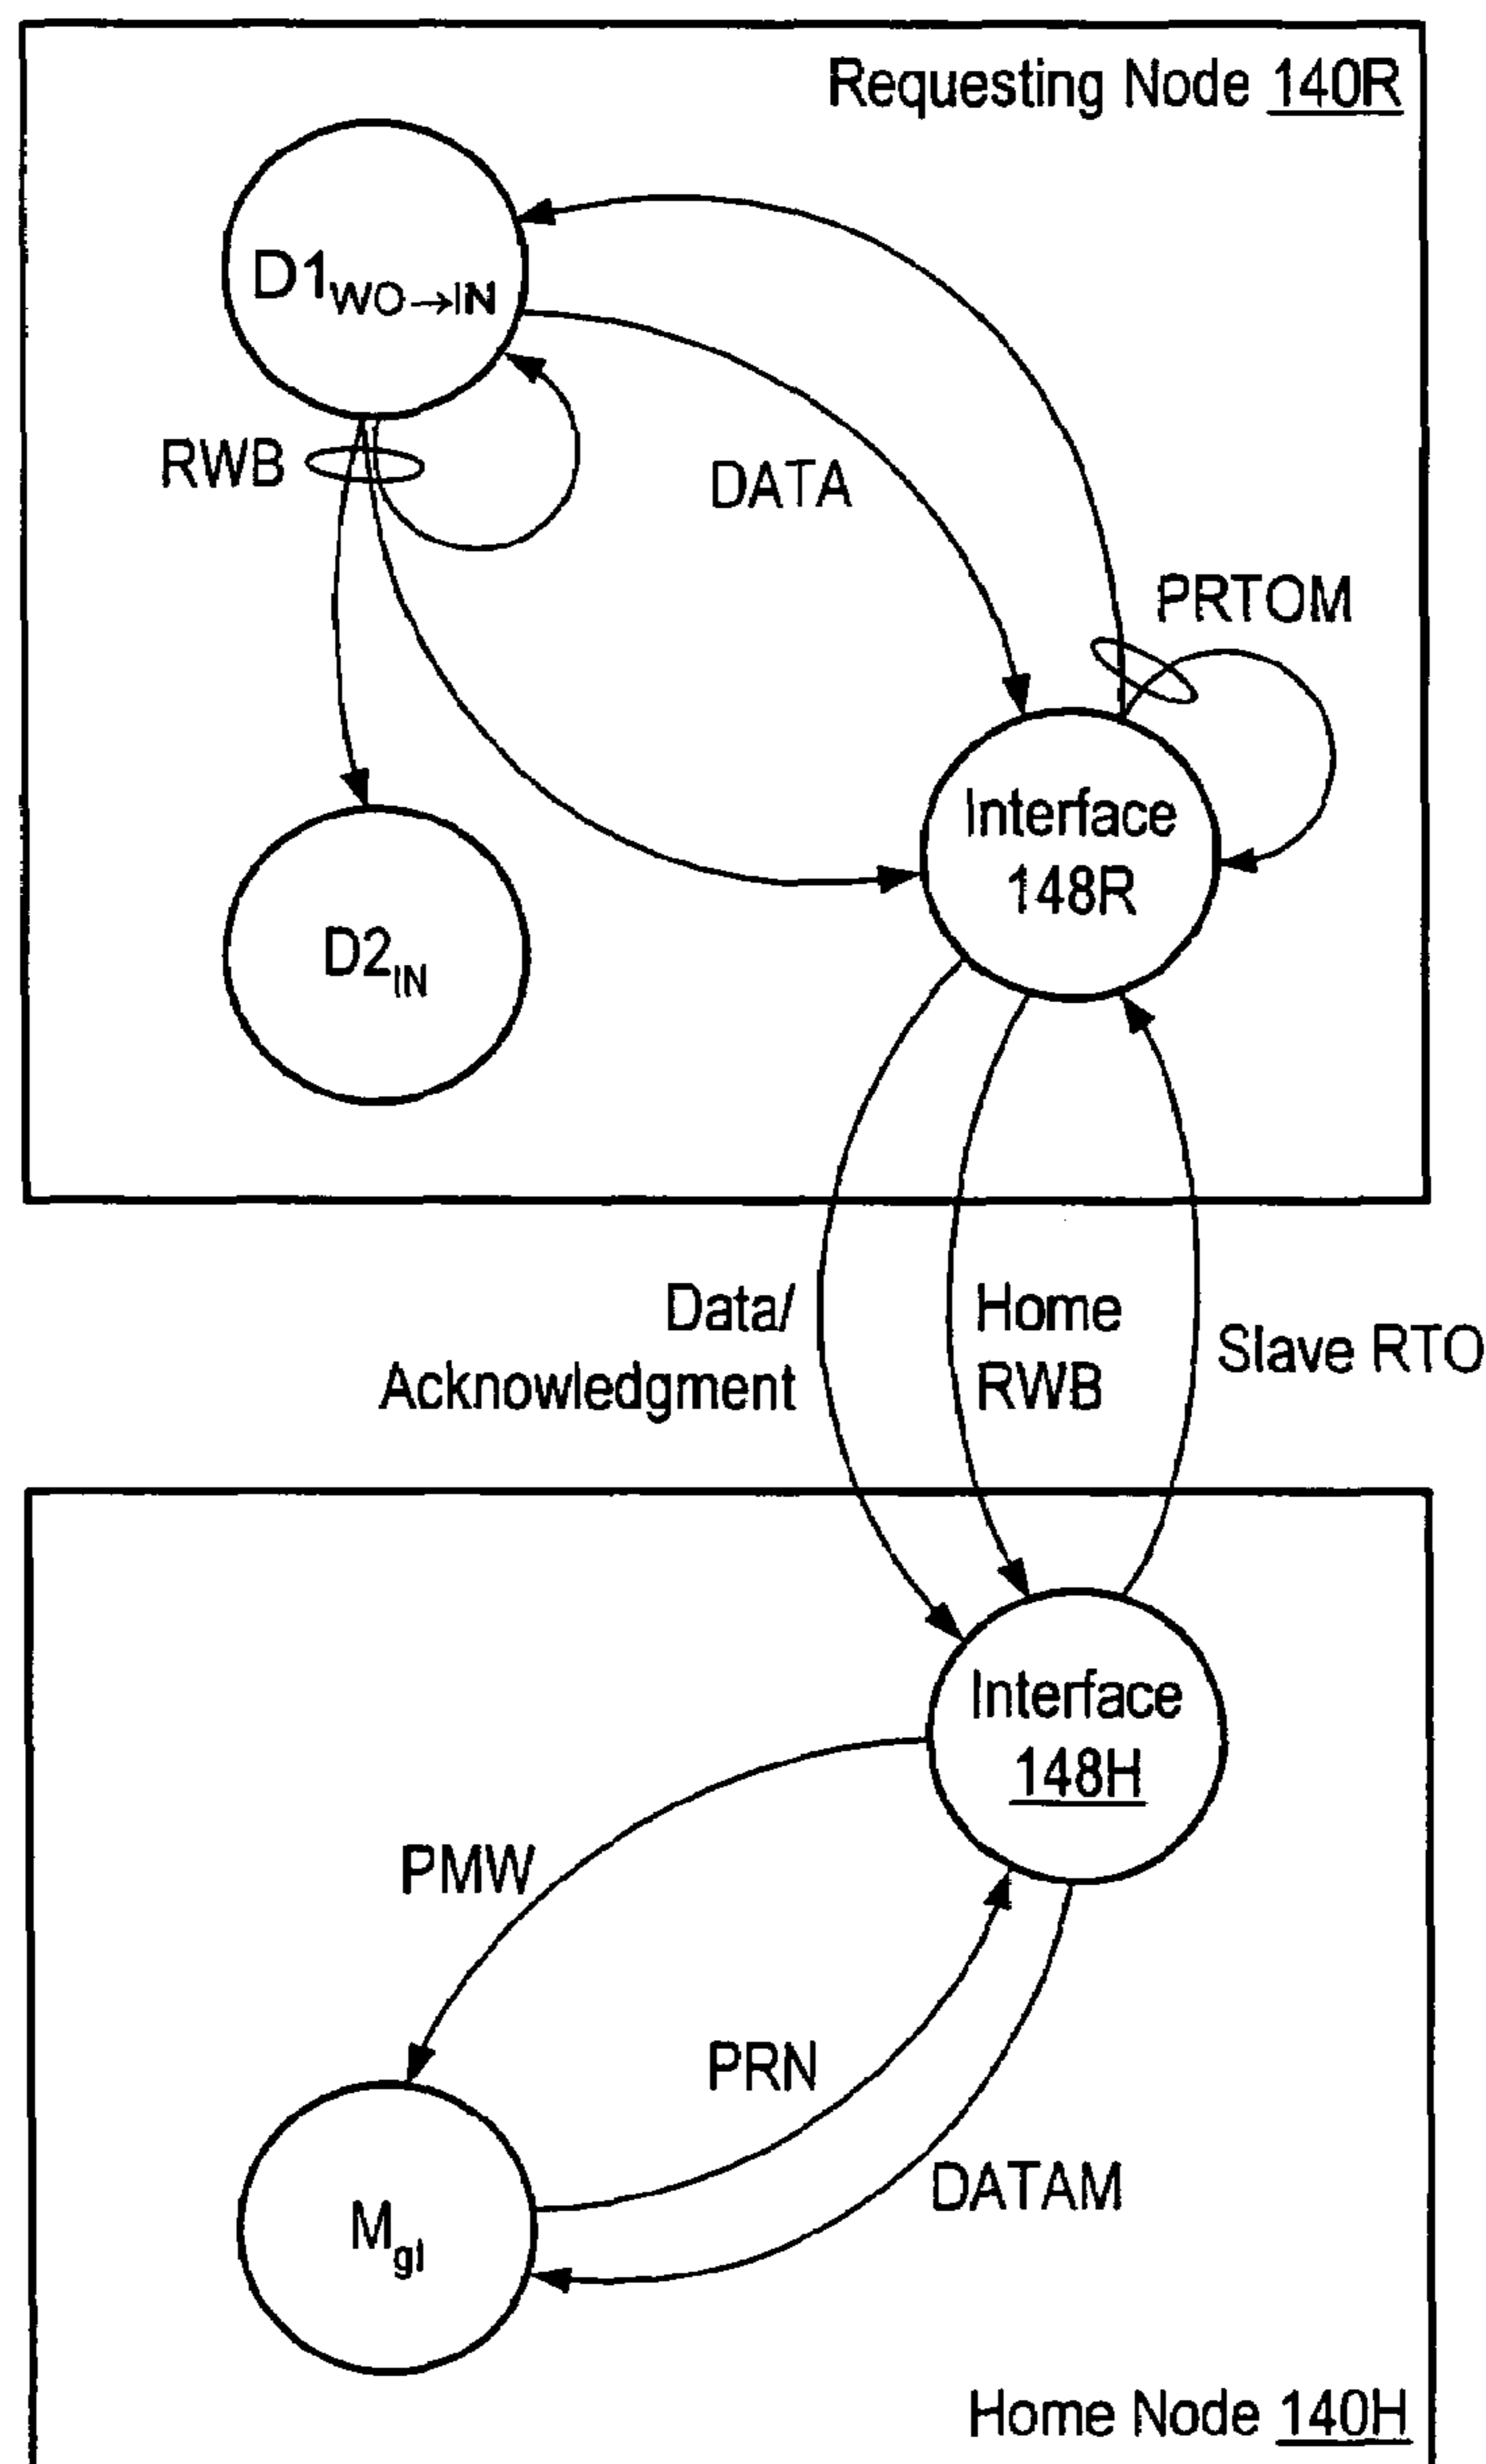 Requesting Node 140R
D1WO→IN
RWB
DATA
PRTOM
Interface
148R
D2IN
Data/
Acknowledgment
Home
RWB
Slave RTO
Interface
148H
PMW
PRN
DATAM
Mgl
Home Node 140H